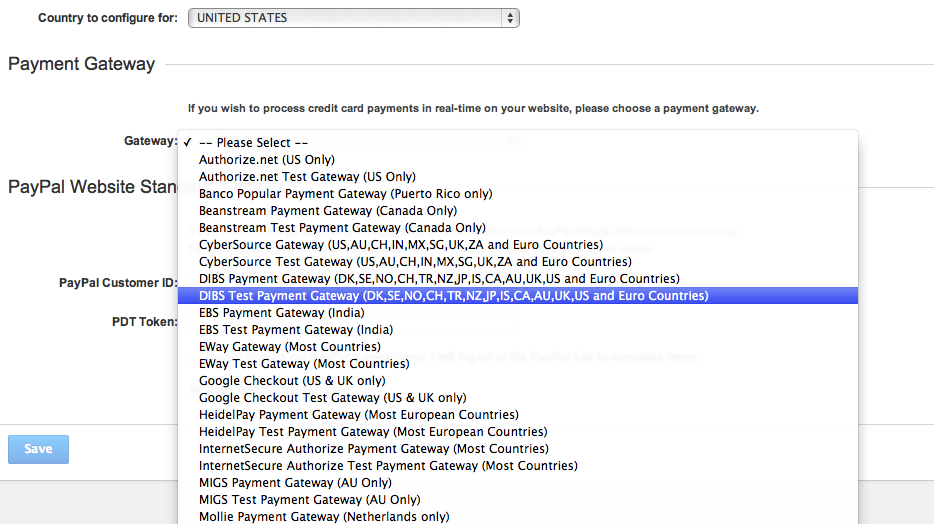 Country to configure for: UNITED STATES
Payment Gateway
If you wish to process credit card payments in real-time on your website, please choose a payment gateway.
Gateway: ✓ -- Please Select --
Authorize.net (US Only)
Authorize.net Test Gateway (US Only)
Banco Popular Payment Gateway (Puerto Rico only)
Beanstream Payment Gateway (Canada Only)
Beanstream Test Payment Gateway (Canada Only)
CyberSource Gateway (US,AU,CH,IN,MX,SG,UK,ZA and Euro Countries)
CyberSource Test Gateway (US,AU,CH,IN,MX,SG,UK,ZA and Euro Countries)
DIBS Payment Gateway (DK,SE,NO,CH,TR,NZ,JP,IS,CA,AU,UK,US and Euro Countries)
DIBS Test Payment Gateway (DK,SE,NO,CH,TR,NZ,JP,IS,CA,AU,UK,US and Euro Countries)
EBS Payment Gateway (India)
EBS Test Payment Gateway (India)
EWay Gateway (Most Countries)
EWay Test Gateway (Most Countries)
Google Checkout (US & UK only)
Google Checkout Test Gateway (US & UK only)
HeidelPay Payment Gateway (Most European Countries)
HeidelPay Test Payment Gateway (Most European Countries)
InternetSecure Authorize Payment Gateway (Most Countries)
InternetSecure Authorize Test Payment Gateway (Most Countries)
MIGS Payment Gateway (AU Only)
MIGS Test Payment Gateway (AU Only)
Mollie Payment Gateway (Netherlands only)
PayPal Website Stan
PayPal Customer ID:
PDT Token:
Save